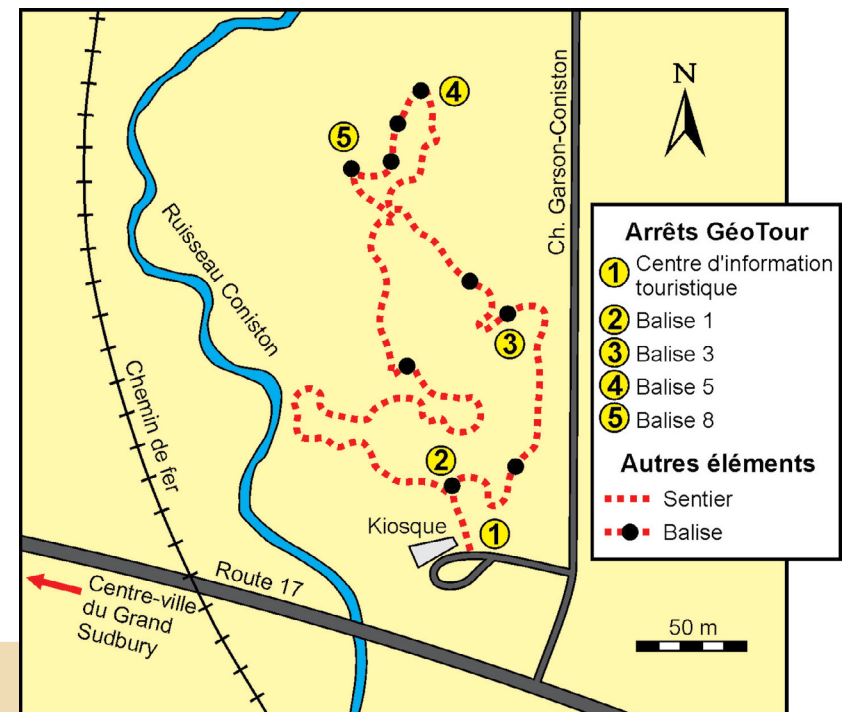 N
4
5
Ch. Garson-Coniston
Ruisseau Coniston
3
Chemin de fer
2
Kiosque
1
Route 17
Centre-ville
du Grand
Sudbury
Arrêts GéoTour
1 Centre d'information
touristique
2 Balise 1
3 Balise 3
4 Balise 5
5 Balise 8
Autres éléments
Sentier
Balise
50 m